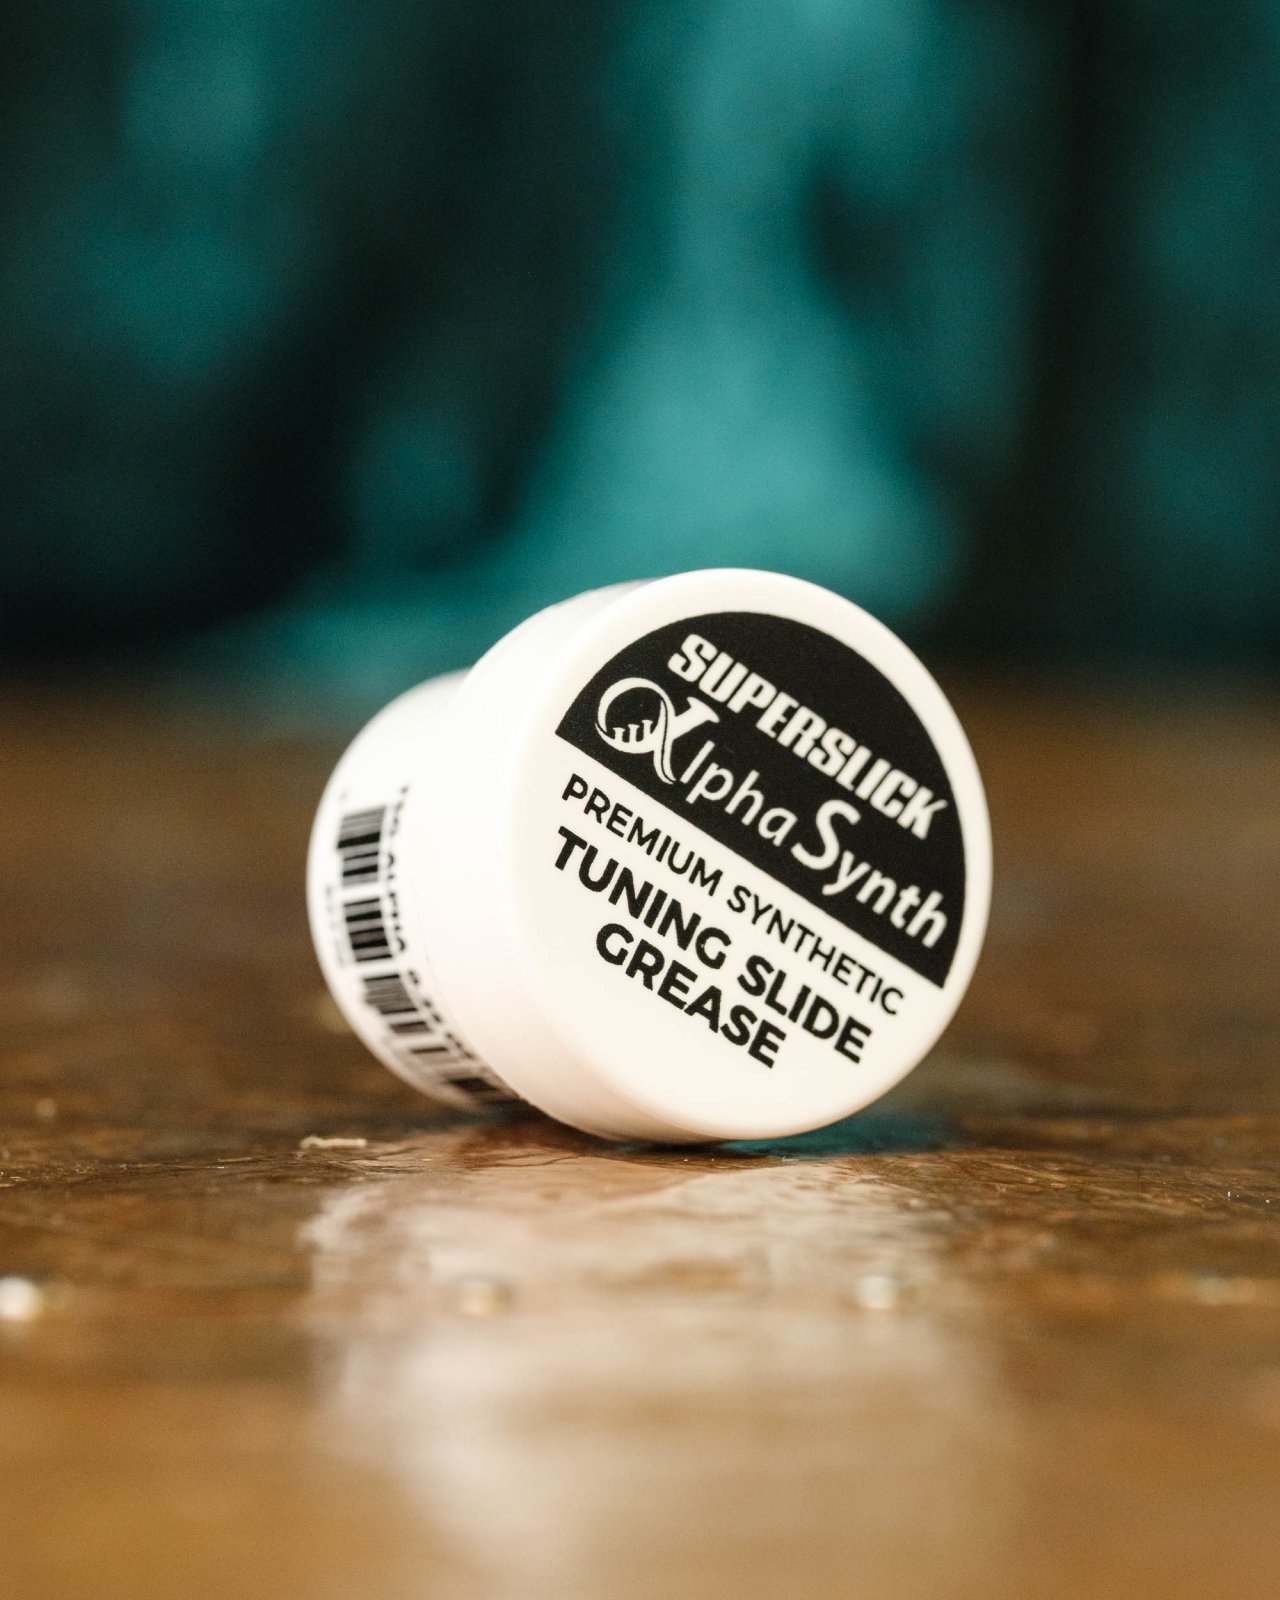 SUPERSLICK
AlphaSynth
PREMIUM SYNTHETIC
TUNING SLIDE
GREASE